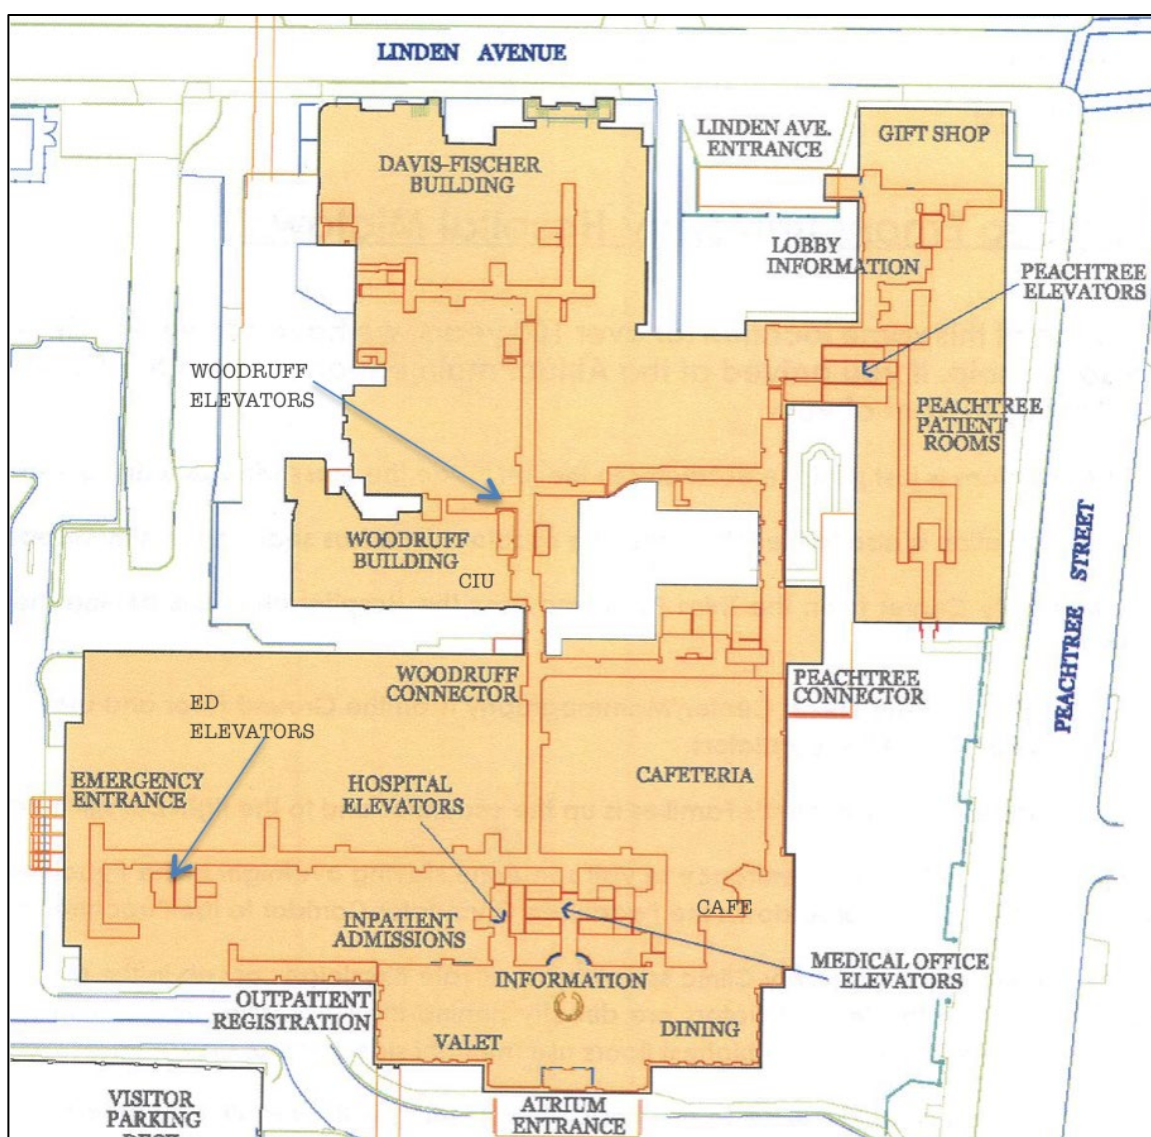 LINDEN AVENUE
LINDEN AVE.
ENTRANCE
GIFT SHOP
DAVIS-FISCHER
BUILDING
LOBBY
INFORMATION
PEACHTREE
ELEVATORS
WOODRUFF
ELEVATORS
PEACHTREE
PATIENT
ROOMS
WOODRUFF
BUILDING
CIU
PEACHTREE STREET
WOODRUFF
CONNECTOR
PEACHTREE
CONNECTOR
ED
ELEVATORS
EMERGENCY
ENTRANCE
HOSPITAL
ELEVATORS
CAFETERIA
CAFE
INPATIENT
ADMISSIONS
MEDICAL OFFICE
ELEVATORS
INFORMATION
OUTPATIENT
REGISTRATION
VALET
DINING
VISITOR
PARKING
DECK
ATRIUM
ENTRANCE